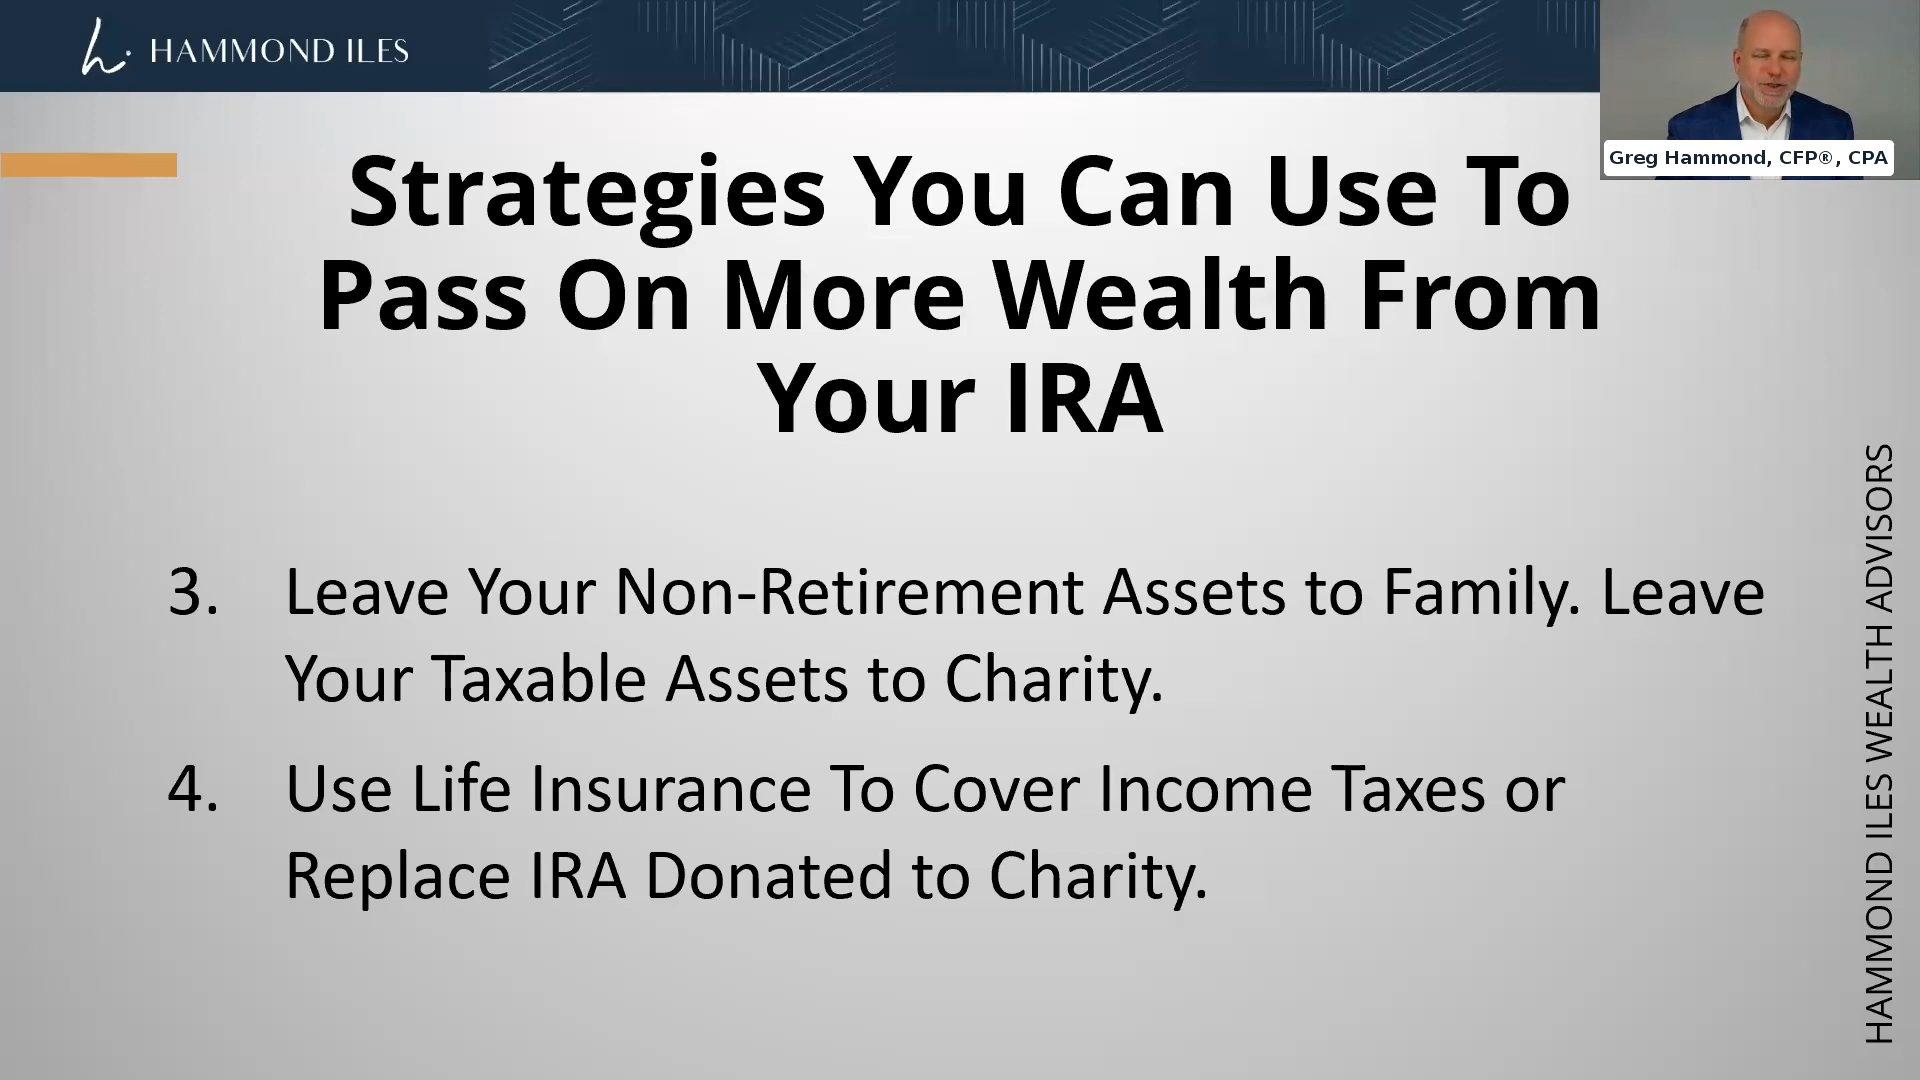 HAMMOND ILES
Greg Hammond, CFP®, CPA
Strategies You Can Use To
Pass On More Wealth From
Your IRA
3. Leave Your Non-Retirement Assets to Family. Leave
Your Taxable Assets to Charity.
4. Use Life Insurance To Cover Income Taxes or
Replace IRA Donated to Charity.
HAMMOND ILES WEALTH ADVISORS